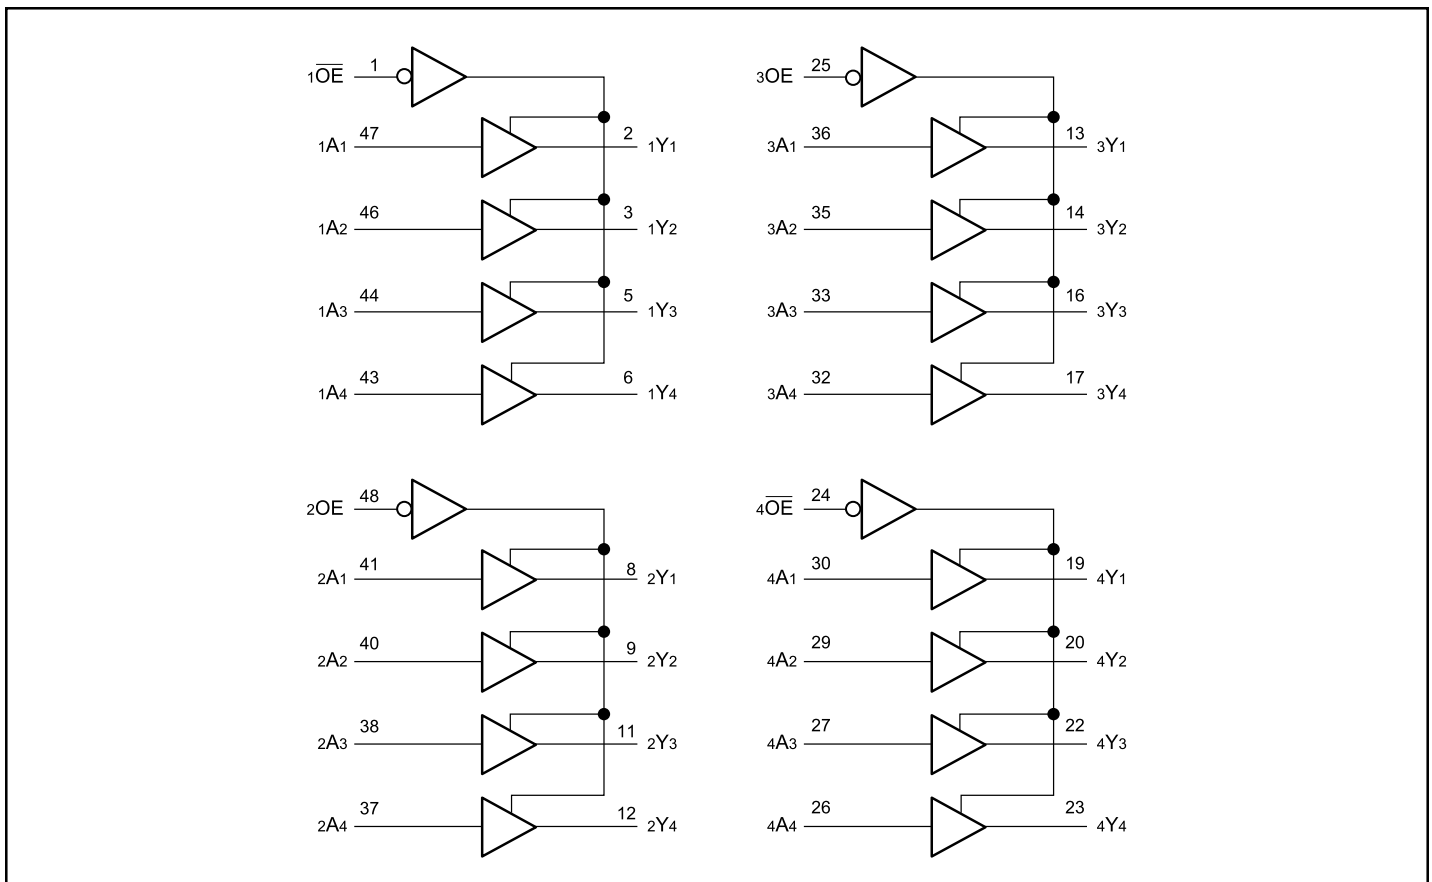 1O̅E̅ 1
1A1 47 2 1Y1
1A2 46 3 1Y2
1A3 44 5 1Y3
1A4 43 6 1Y4
3OE 25
3A1 36 13 3Y1
3A2 35 14 3Y2
3A3 33 16 3Y3
3A4 32 17 3Y4
2OE 48
2A1 41 8 2Y1
2A2 40 9 2Y2
2A3 38 11 2Y3
2A4 37 12 2Y4
4O̅E̅ 24
4A1 30 19 4Y1
4A2 29 20 4Y2
4A3 27 22 4Y3
4A4 26 23 4Y4